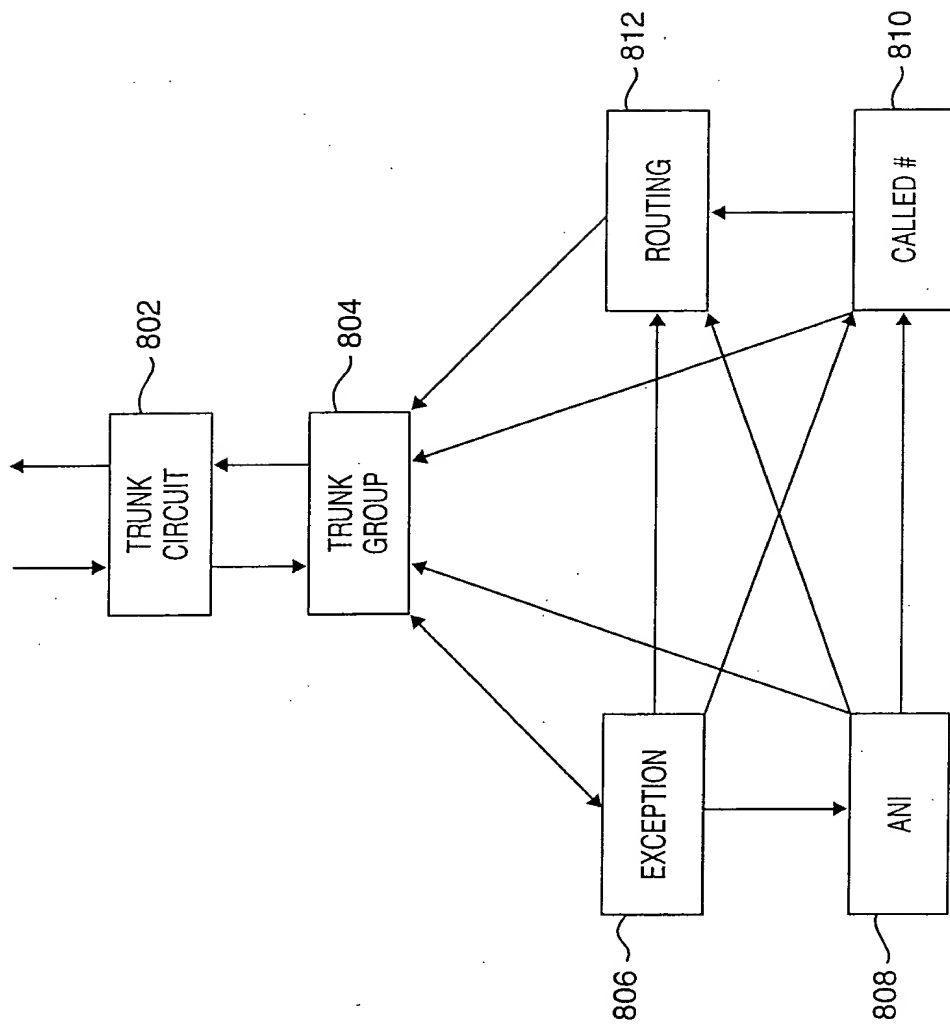 802
TRUNK
CIRCUIT
804
TRUNK
GROUP
806
EXCEPTION
812
ROUTING
808
ANI
810
CALLED #